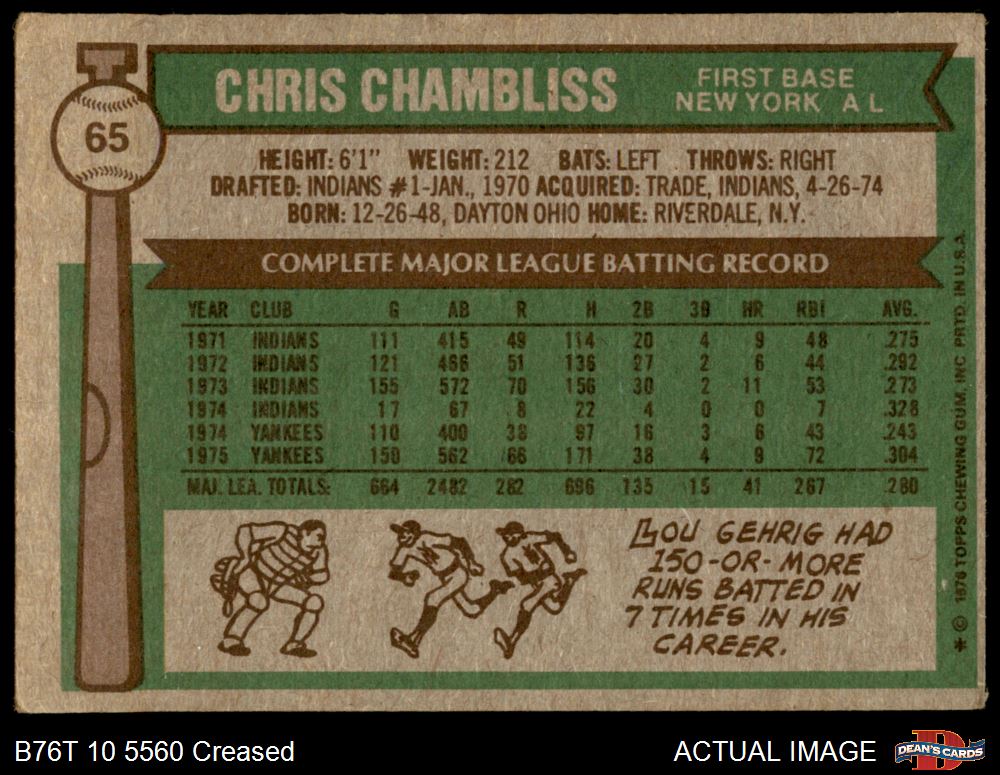 65
CHRIS CHAMBLISS
FIRST BASE
NEW YORK A L
HEIGHT: 6'1" WEIGHT: 212 BATS: LEFT THROWS: RIGHT
DRAFTED: INDIANS #1-JAN., 1970 ACQUIRED: TRADE, INDIANS, 4-26-74
BORN: 12-26-48, DAYTON OHIO HOME: RIVERDALE, N.Y.
COMPLETE MAJOR LEAGUE BATTING RECORD
YEAR CLUB G AB R H 2B 3B HR RBI AVG.
1971 INDIANS 111 415 49 114 20 4 9 48 .275
1972 INDIANS 121 466 51 136 27 2 6 44 .292
1973 INDIANS 155 572 70 156 30 2 11 53 .273
1974 INDIANS 17 67 8 22 4 0 0 7 .328
1974 YANKEES 110 400 38 97 16 3 6 43 .243
1975 YANKEES 150 562 66 171 38 4 9 72 .304
MAJ. LEA. TOTALS: 664 2482 282 696 135 15 41 267 .280
LOU GEHRIG HAD
150-OR-MORE
RUNS BATTED IN
7 TIMES IN HIS
CAREER.
* © 1976 TOPPS CHEWING GUM, INC PRTD. IN U.S.A.
B76T 10 5560 Creased
ACTUAL IMAGE
DEAN'S CARDS